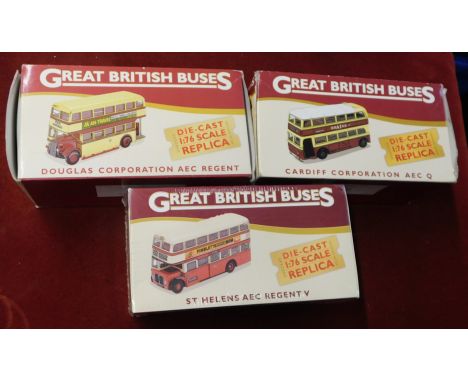 GREAT BRITISH BUSES
DIE-CAST
1:76 SCALE
REPLICA
DOUGLAS CORPORATION AEC REGENT
GREAT BRITISH BUSES
DIE-CAST
1:76 SCALE
REPLICA
CARDIFF CORPORATION AEC Q
GREAT BRITISH BUSES
DIE-CAST
1:76 SCALE
REPLICA
ST HELENS AEC REGENT V